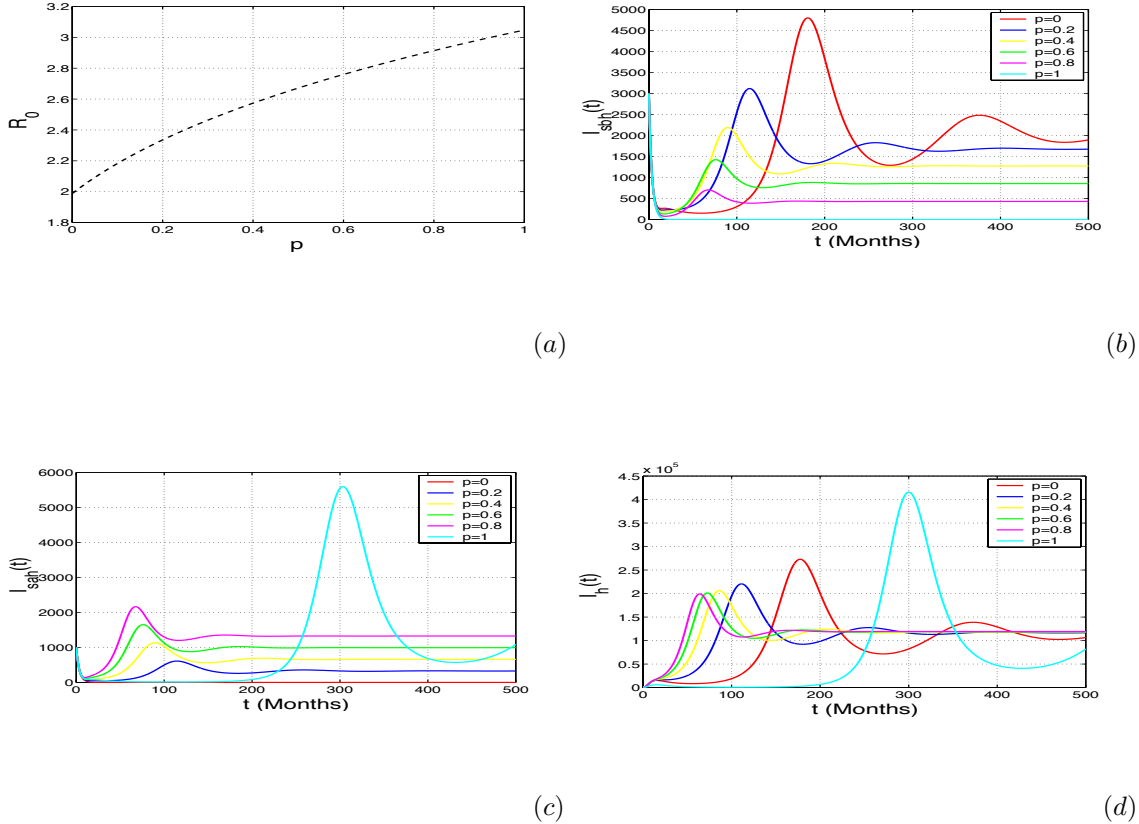 3.2
3
2.8
2.6
2.4
2.2
2
1.8
R_0
0 0.2 0.4 0.6 0.8 1
p
(a)
5000
4500
4000
3500
3000
2500
2000
1500
1000
500
0
I_sbh(t)
p=0
p=0.2
p=0.4
p=0.6
p=0.8
p=1
0 100 200 300 400 500
t (Months)
(b)
6000
5000
4000
3000
2000
1000
0
I_sah(t)
p=0
p=0.2
p=0.4
p=0.6
p=0.8
p=1
0 100 200 300 400 500
t (Months)
(c)
x 10^5
4.5
4
3.5
3
2.5
2
1.5
1
0.5
0
I_h(t)
p=0
p=0.2
p=0.4
p=0.6
p=0.8
p=1
0 100 200 300 400 500
t (Months)
(d)